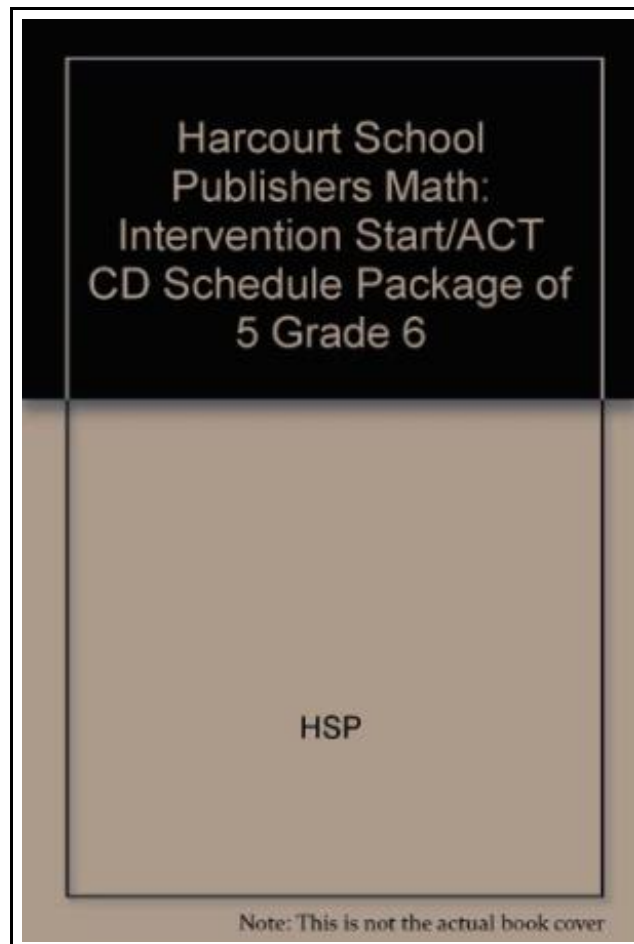 Harcourt School
Publishers Math:
Intervention Start/ACT
CD Schedule Package of
5 Grade 6
HSP
Note: This is not the actual book cover